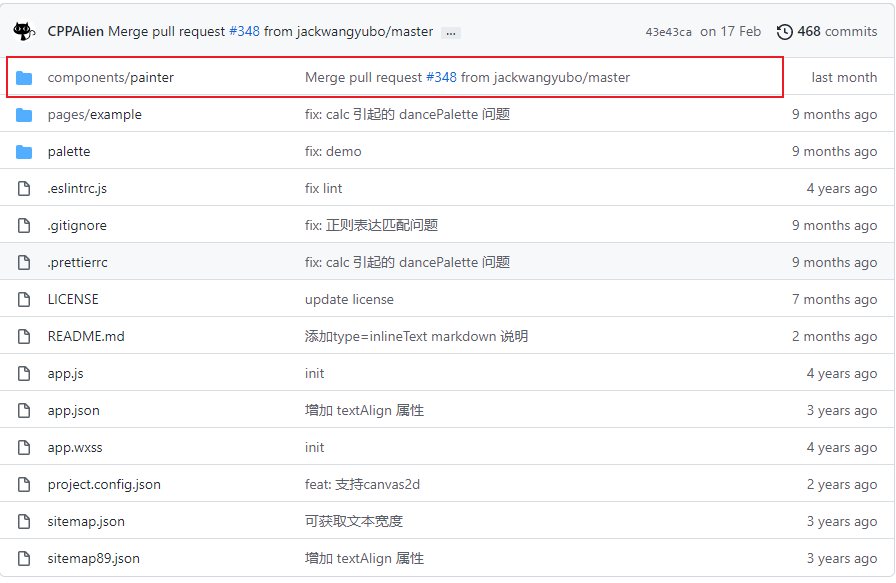 CPPAlien Merge pull request #348 from jackwangyubo/master ... 43e43ca on 17 Feb 468 commits
components/painter Merge pull request #348 from jackwangyubo/master last month
pages/example fix: calc 引起的 dancePalette 问题 9 months ago
palette fix: demo 9 months ago
.eslintrc.js fix lint 4 years ago
.gitignore fix: 正则表达匹配问题 9 months ago
.prettierrc fix: calc 引起的 dancePalette 问题 9 months ago
LICENSE update license 7 months ago
README.md 添加type=inlineText markdown 说明 2 months ago
app.js init 4 years ago
app.json 增加 textAlign 属性 3 years ago
app.wxss init 4 years ago
project.config.json feat: 支持canvas2d 2 years ago
sitemap.json 可获取文本宽度 3 years ago
sitemap89.json 增加 textAlign 属性 3 years ago